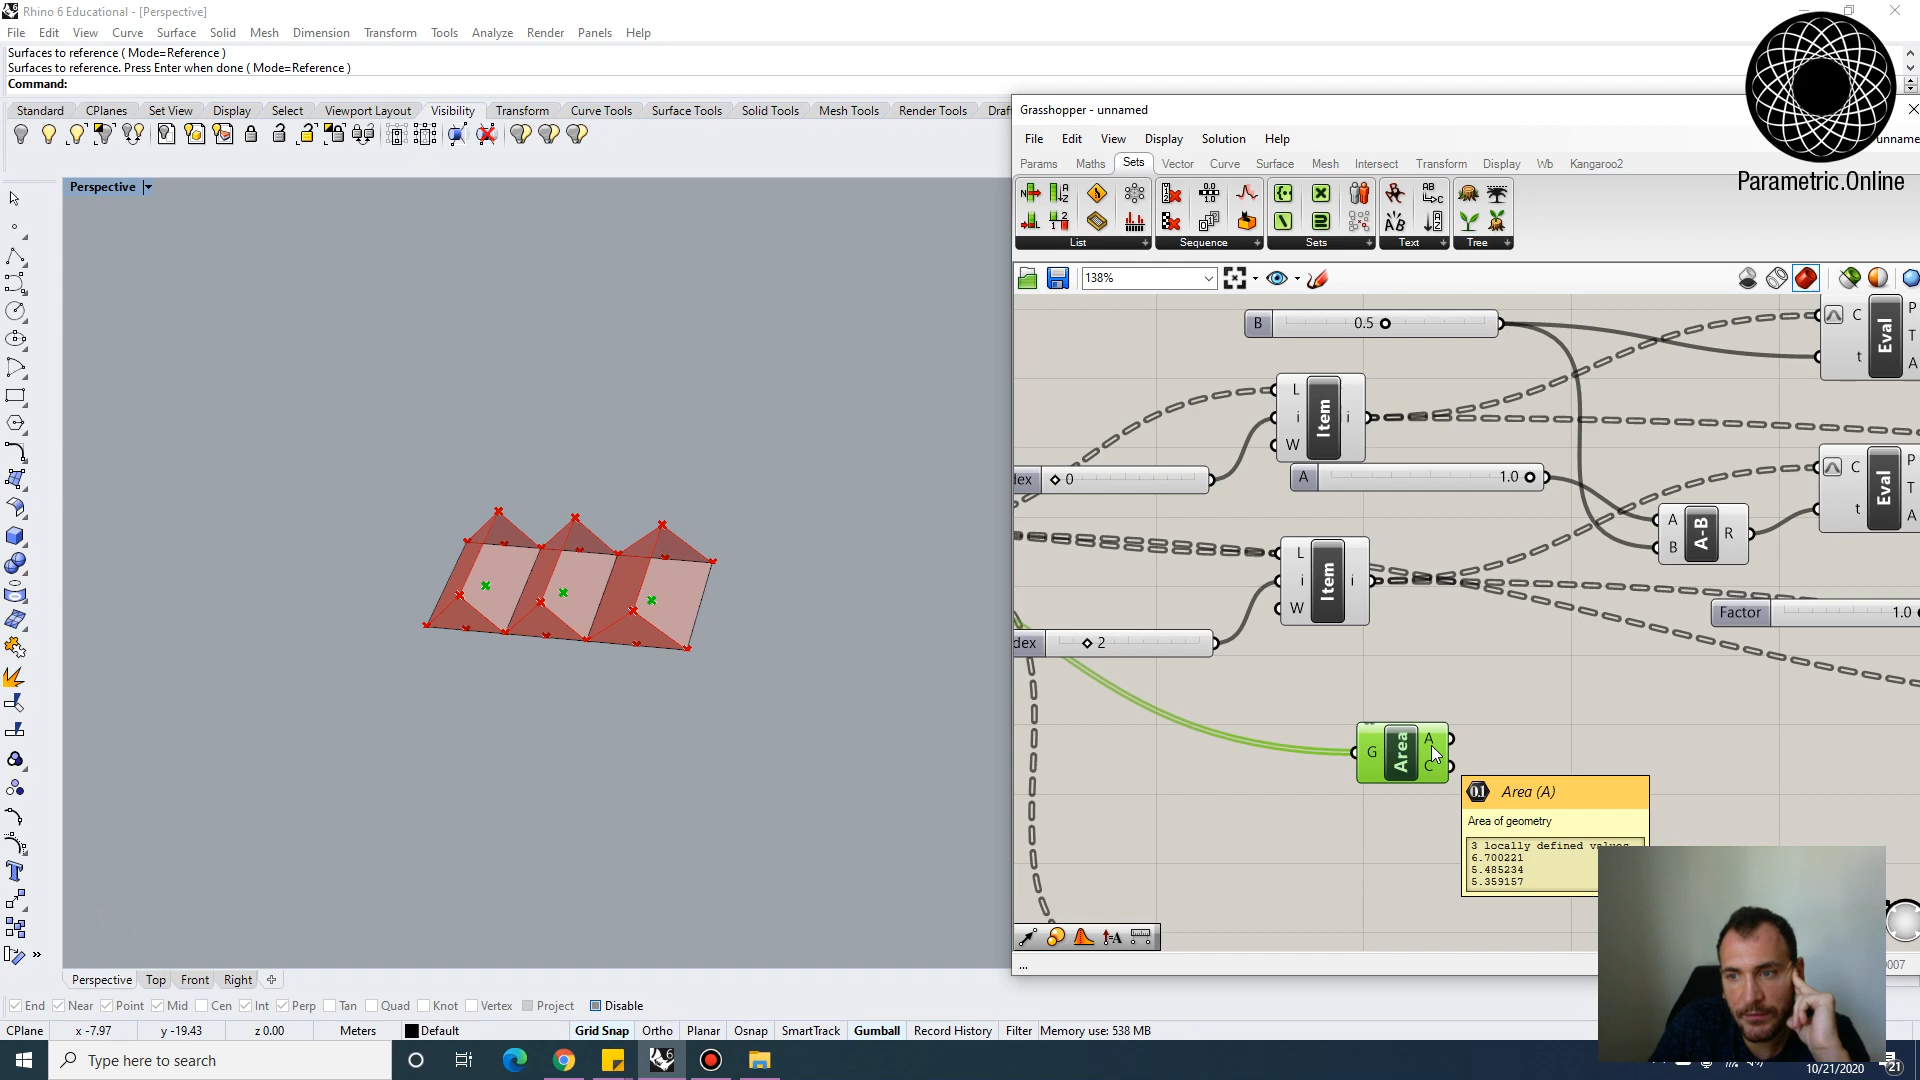 Rhino 6 Educational - [Perspective]
File Edit View Curve Surface Solid Mesh Dimension Transform Tools Analyze Render Panels Help
Surfaces to reference ( Mode=Reference )
Surfaces to reference. Press Enter when done ( Mode=Reference )
Command:
Standard CPlanes Set View Display Select Viewport Layout Visibility Transform Curve Tools Surface Tools Solid Tools Mesh Tools Render Tools Draf
Perspective
Grasshopper - unnamed
File Edit View Display Solution Help
unname
Parametric.Online
Params Maths Sets Vector Curve Surface Mesh Intersect Transform Display Wb Kangaroo2
List Sequence Sets Text Tree
138%
B 0.5
C t Eval P T A
L i W Item i
dex 0
A 1.0
C t Eval P T A
A B A-B R
L i W Item i
Factor 1.0
dex 2
G Area A C
Area (A)
Area of geometry
3 locally defined values
6.700221
5.485234
5.359157
...
007
Perspective Top Front Right
End Near Point Mid Cen Int Perp Tan Quad Knot Vertex Project Disable
CPlane x -7.97 y -19.43 z 0.00 Meters Default Grid Snap Ortho Planar Osnap SmartTrack Gumball Record History Filter Memory use: 538 MB
Type here to search
10/21/2020
21